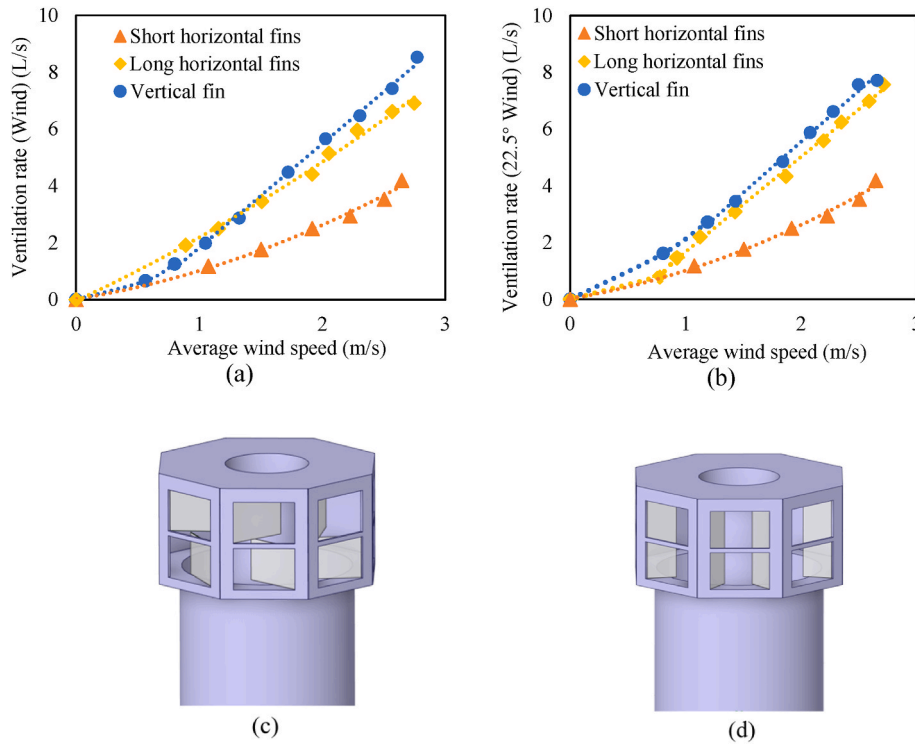 Ventilation rate (Wind) (L/s)
10
8
6
4
2
0
Short horizontal fins
Long horizontal fins
Vertical fin
0
1
2
3
Average wind speed (m/s)
(a)
Ventilation rate (22.5° Wind) (L/s)
10
8
6
4
2
0
Short horizontal fins
Long horizontal fins
Vertical fin
0
1
2
3
Average wind speed (m/s)
(b)
(c)
(d)